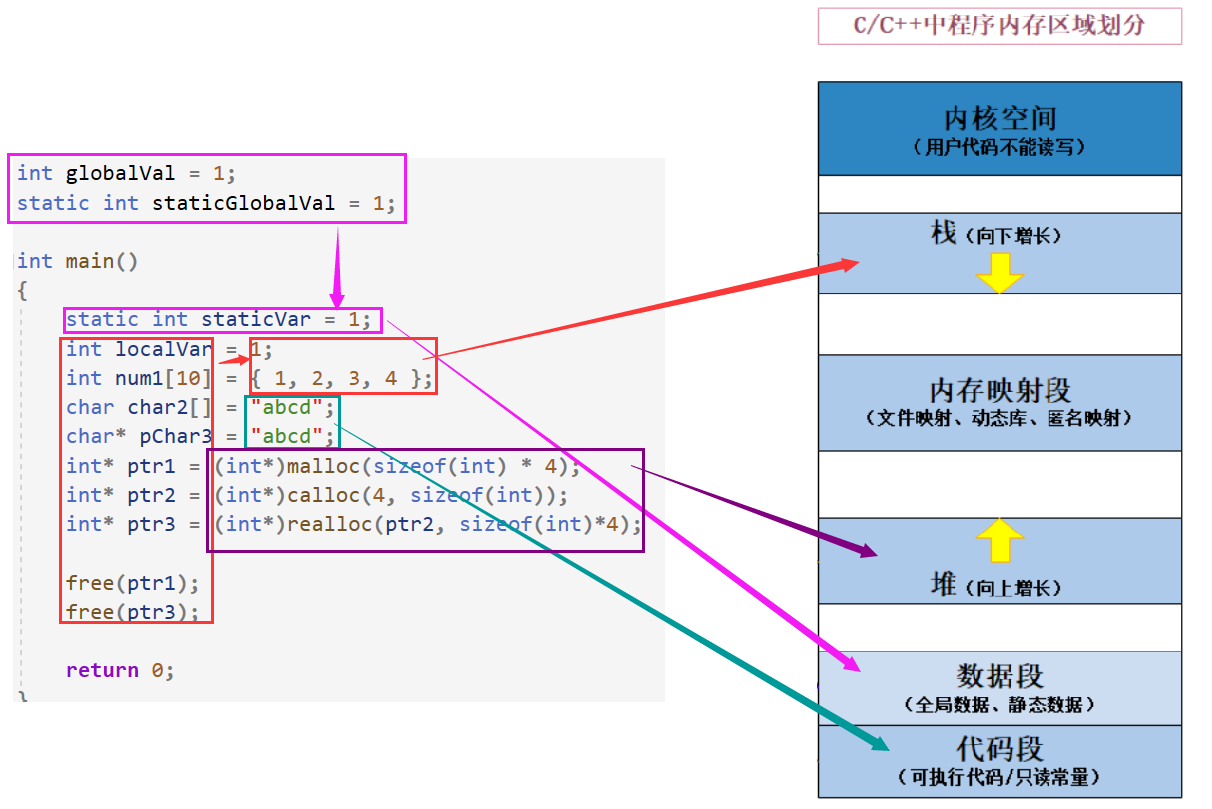 C/C++中程序内存区域划分
int globalVal = 1;
static int staticGlobalVal = 1;
int main()
{
static int staticVar = 1;
int localVar = 1;
int num1[10] = { 1, 2, 3, 4 };
char char2[] = "abcd";
char* pChar3 = "abcd";
int* ptr1 = (int*)malloc(sizeof(int) * 4);
int* ptr2 = (int*)calloc(4, sizeof(int));
int* ptr3 = (int*)realloc(ptr2, sizeof(int)*4);
free(ptr1);
free(ptr3);
return 0;
}
内核空间
(用户代码不能读写)
栈(向下增长)
内存映射段
(文件映射、动态库、匿名映射)
堆(向上增长)
数据段
(全局数据、静态数据)
代码段
(可执行代码/只读常量)